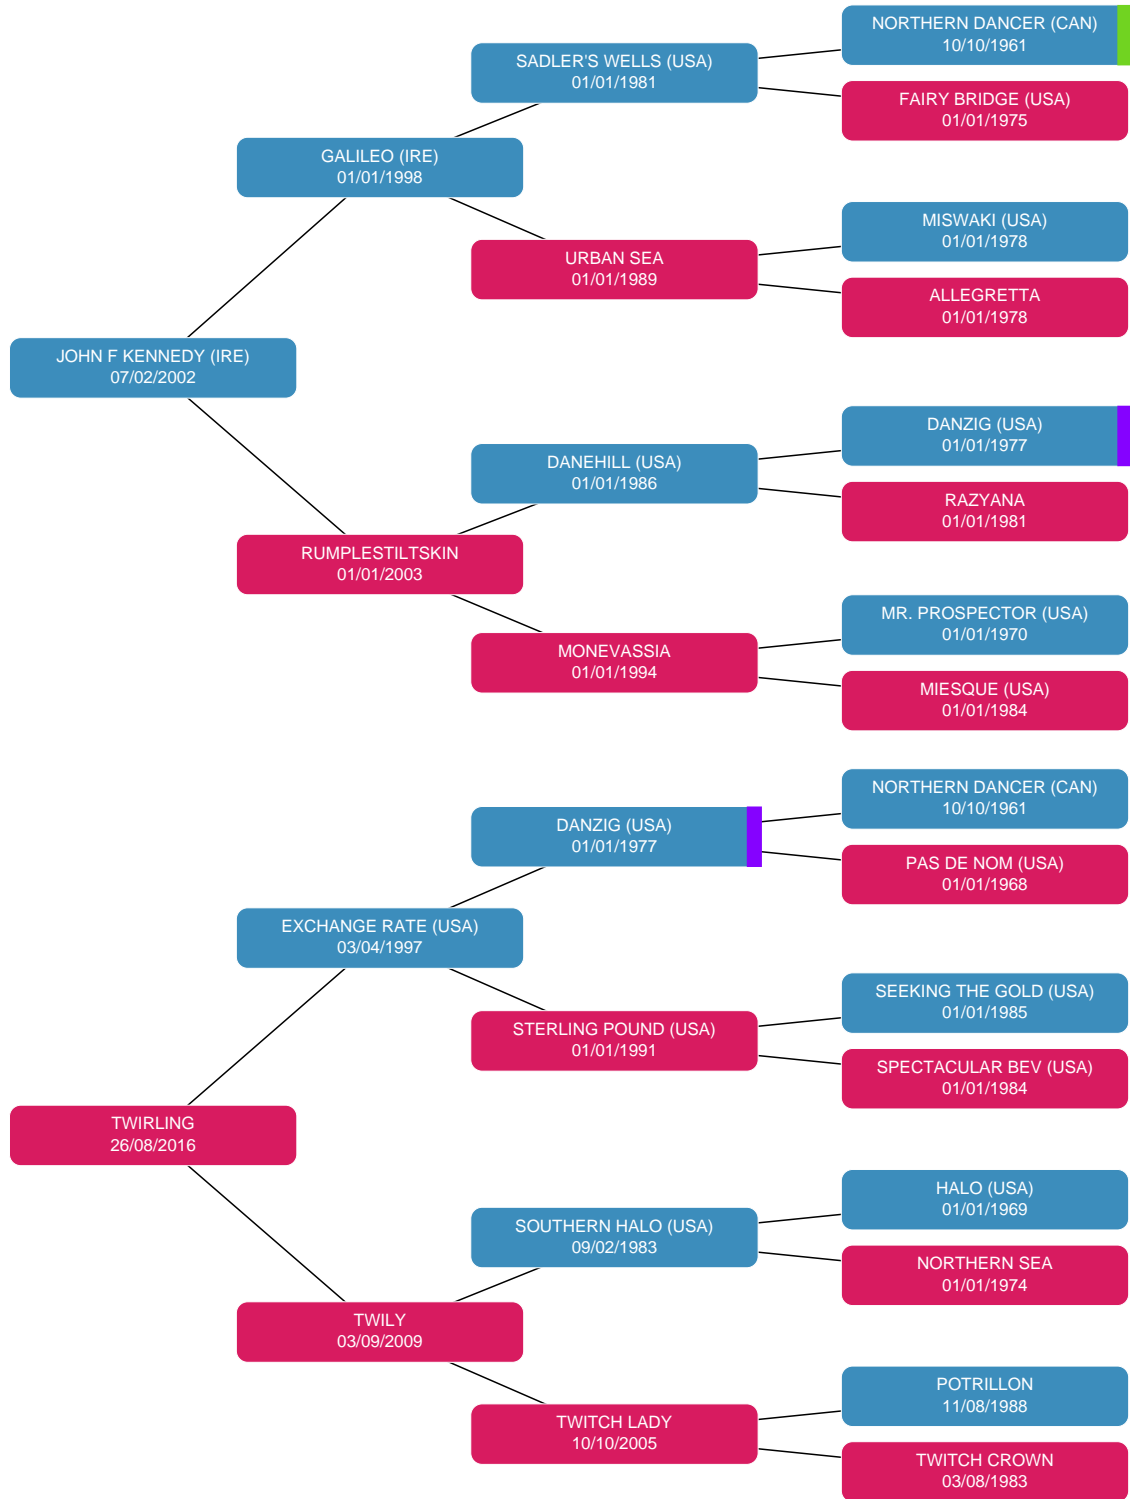 NORTHERN DANCER (CAN)
10/10/1961
SADLER'S WELLS (USA)
01/01/1981
FAIRY BRIDGE (USA)
01/01/1975
GALILEO (IRE)
01/01/1998
MISWAKI (USA)
01/01/1978
URBAN SEA
01/01/1989
ALLEGRETTA
01/01/1978
JOHN F KENNEDY (IRE)
07/02/2002
DANZIG (USA)
01/01/1977
DANEHILL (USA)
01/01/1986
RAZYANA
01/01/1981
RUMPLESTILTSKIN
01/01/2003
MR. PROSPECTOR (USA)
01/01/1970
MONEVASSIA
01/01/1994
MIESQUE (USA)
01/01/1984
NORTHERN DANCER (CAN)
10/10/1961
DANZIG (USA)
01/01/1977
PAS DE NOM (USA)
01/01/1968
EXCHANGE RATE (USA)
03/04/1997
SEEKING THE GOLD (USA)
01/01/1985
STERLING POUND (USA)
01/01/1991
SPECTACULAR BEV (USA)
01/01/1984
TWIRLING
26/08/2016
HALO (USA)
01/01/1969
SOUTHERN HALO (USA)
09/02/1983
NORTHERN SEA
01/01/1974
TWILY
03/09/2009
POTRILLON
11/08/1988
TWITCH LADY
10/10/2005
TWITCH CROWN
03/08/1983